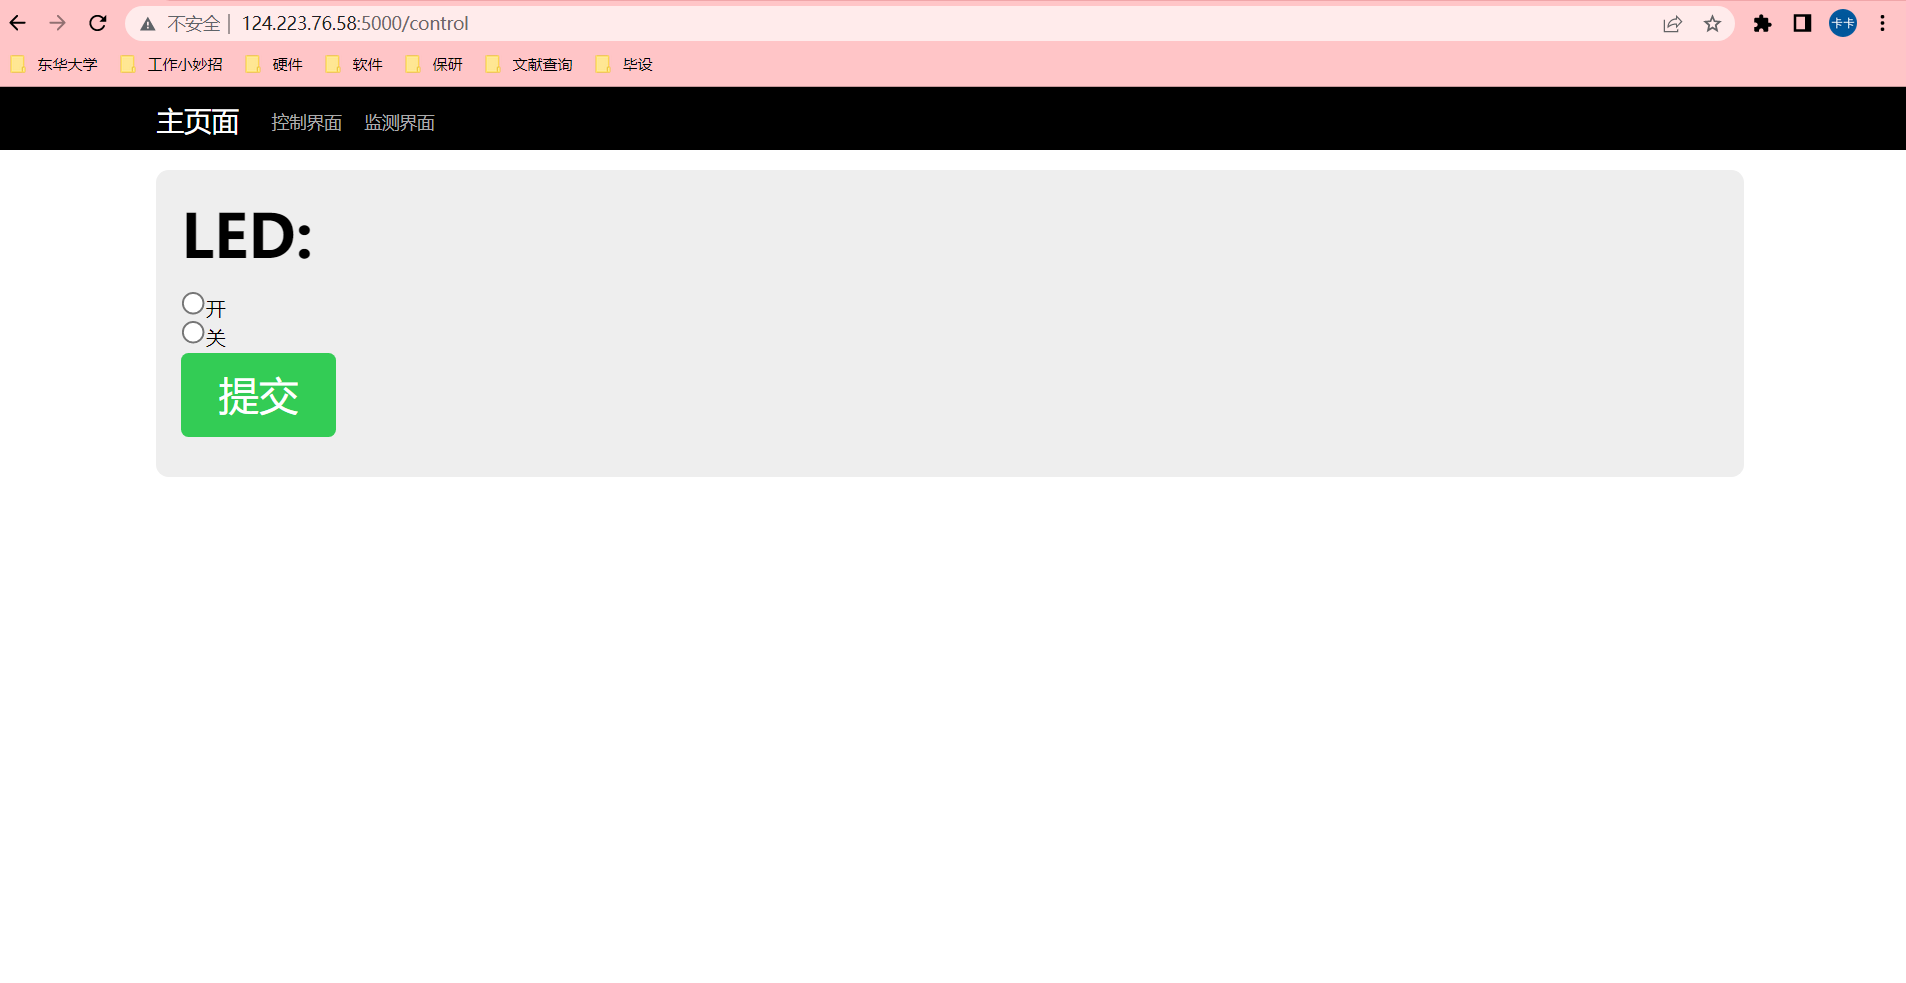 不安全 124.223.76.58:5000/control 卡卡
东华大学 工作小妙招 硬件 软件 保研 文献查询 毕设
主页面 控制界面 监测界面
LED:
开
关
提交